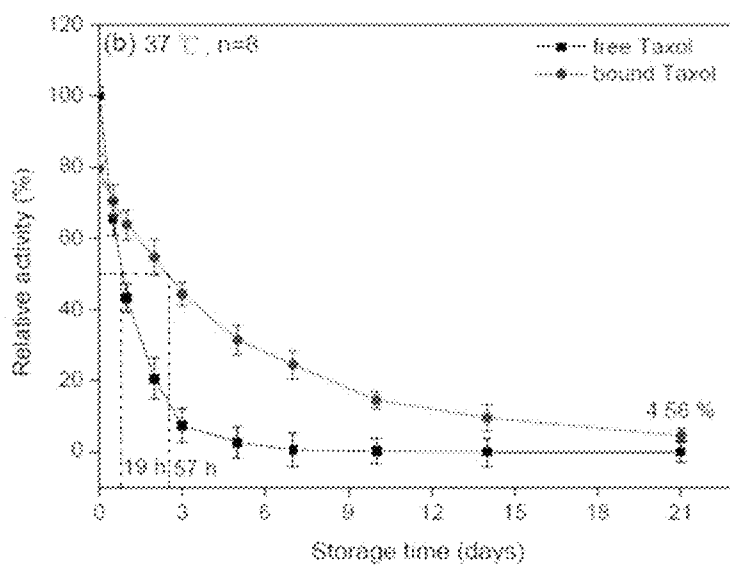 120
(b) 37 ℃, n=6
free Taxol
bound Taxol
100
80
60
40
20
0
Relative activity (%)
19 h
57 h
4.56 %
0 3 6 9 12 15 18 21
Storage time (days)